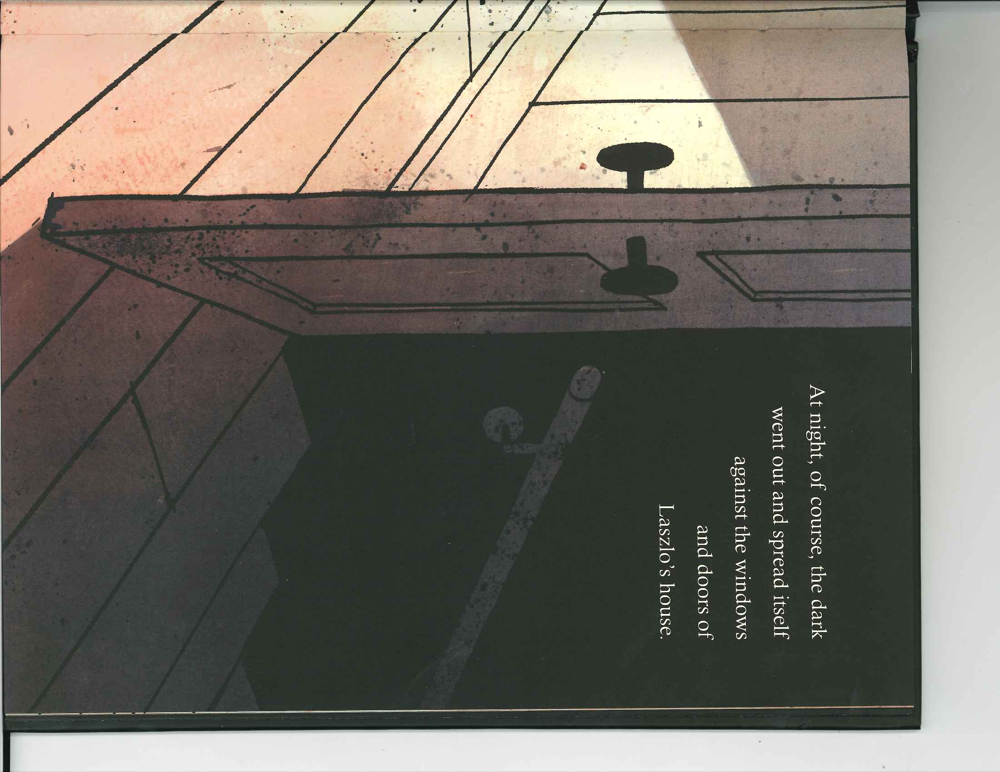 At night, of course, the dark
went out and spread itself
against the windows
and doors of
Laszlo's house.